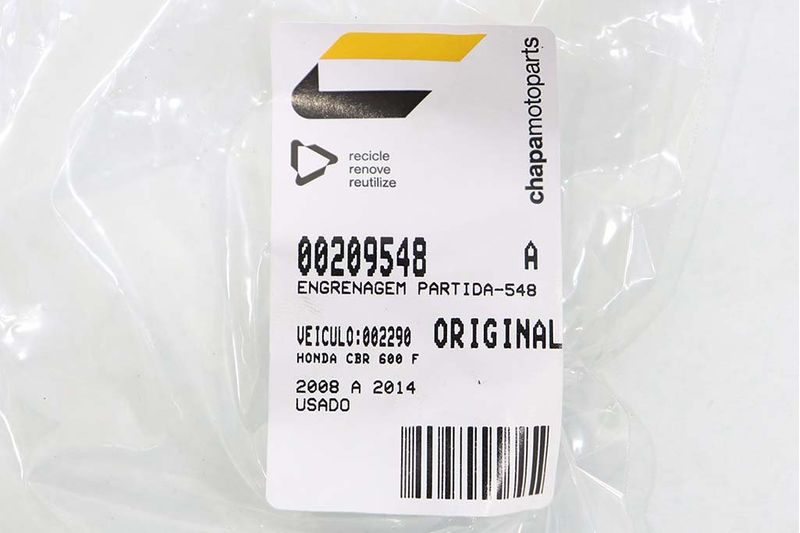 chapamotoparts
recicle
renove
reutilize
00209548 A
ENGRENAGEM PARTIDA-548
VEICULO:002290 ORIGINAL
HONDA CBR 600 F
2008 A 2014
USADO